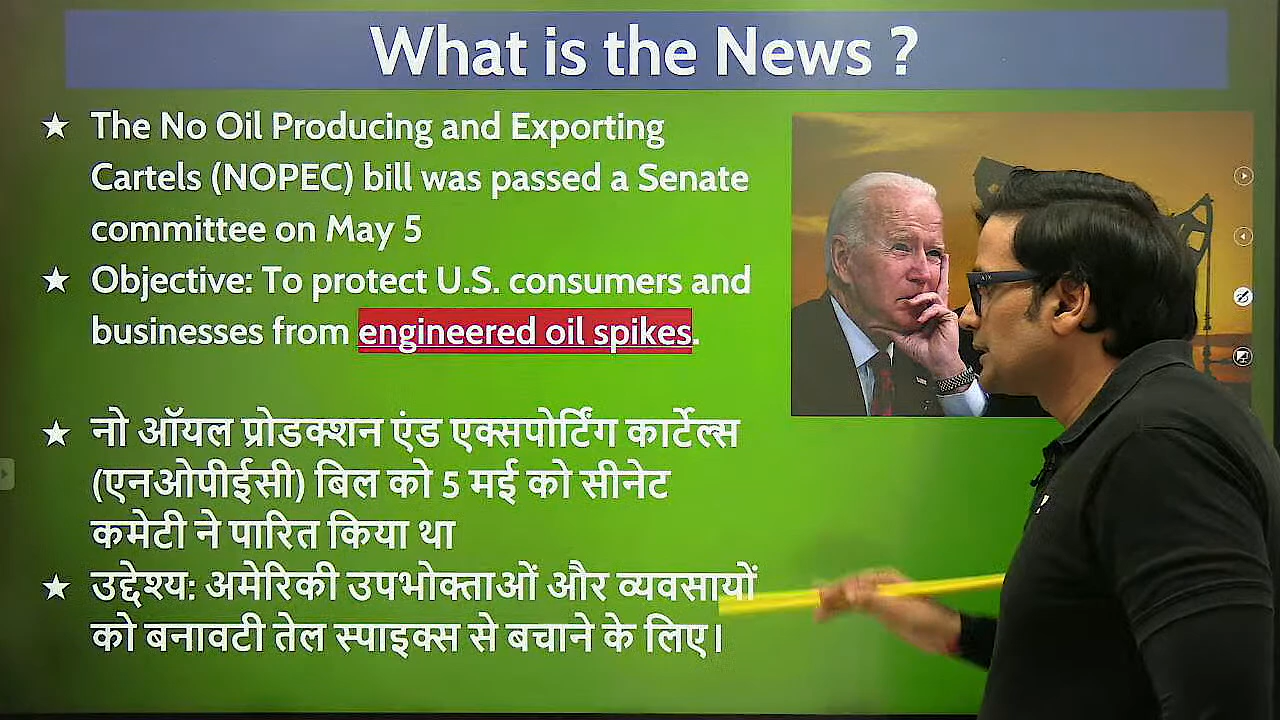 What is the News ?
★ The No Oil Producing and Exporting
Cartels (NOPEC) bill was passed a Senate
committee on May 5
★ Objective: To protect U.S. consumers and
businesses from engineered oil spikes.
★ नो ऑयल प्रोडक्शन एंड एक्सपोर्टिंग कार्टेल्स
(एनओपीईसी) बिल को 5 मई को सीनेट
कमेटी ने पारित किया था
★ उद्देश्य: अमेरिकी उपभोक्ताओं और व्यवसायों
को बनावटी तेल स्पाइक्स से बचाने के लिए।